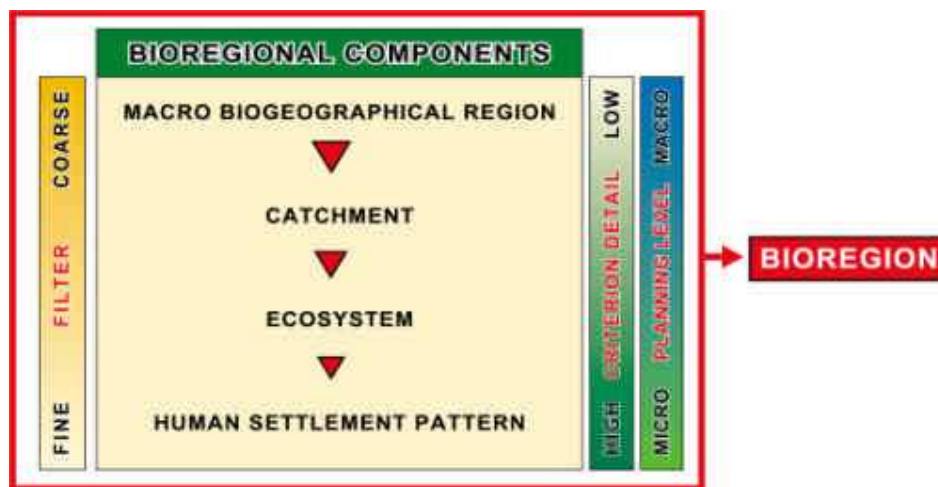 BIOREGIONAL COMPONENTS
MACRO BIOGEOGRAPHICAL REGION
CATCHMENT
ECOSYSTEM
HUMAN SETTLEMENT PATTERN
FINE FILTER COARSE
HIGH CRITERION DETAIL LOW
MICRO PLANNING LEVEL MACRO
BIOREGION